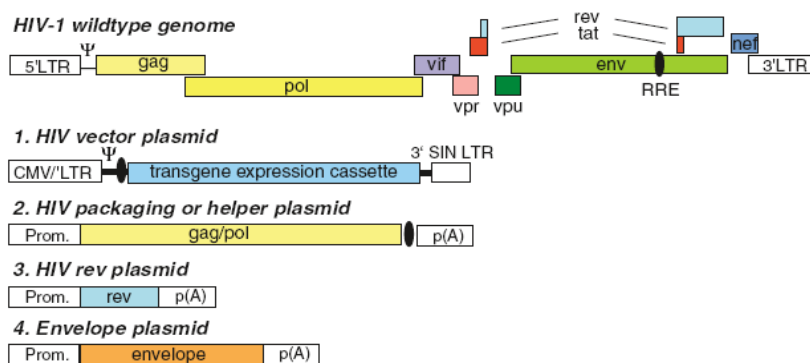 HIV-1 wildtype genome
rev
tat
Ψ
5'LTR
gag
vif
env
nef
3'LTR
pol
vpr
vpu
RRE
1. HIV vector plasmid
Ψ
3' SIN LTR
CMV/'LTR
transgene expression cassette
2. HIV packaging or helper plasmid
Prom.
gag/pol
p(A)
3. HIV rev plasmid
Prom.
rev
p(A)
4. Envelope plasmid
Prom.
envelope
p(A)